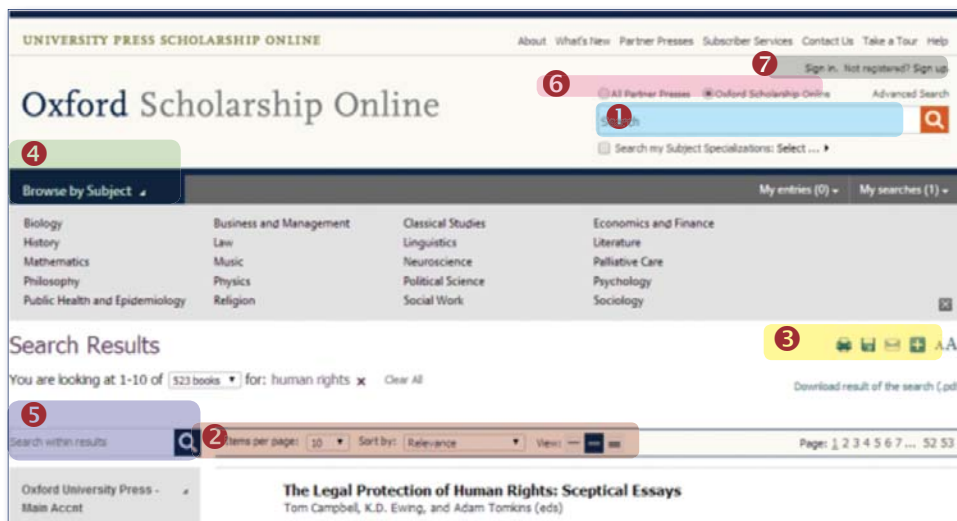 UNIVERSITY PRESS SCHOLARSHIP ONLINE
About What's New Partner Presses Subscriber Services Contact Us Take a Tour Help
7
Sign in. Not registered? Sign up.
6
All Partner Presses Oxford Scholarship Online Advanced Search
Oxford Scholarship Online
1
Search
Search my Subject Specializations: Select ...
4
Browse by Subject
My entries (0) My searches (1)
Biology Business and Management Classical Studies Economics and Finance
History Law Linguistics Literature
Mathematics Music Neuroscience Palliative Care
Philosophy Physics Political Science Psychology
Public Health and Epidemiology Religion Social Work Sociology
Search Results
3
AA
You are looking at 1-10 of 523 books for: human rights x Clear All
Download result of the search (.pd
5
Search within results
2
Items per page: 10 Sort by: Relevance View:
Page: 1 2 3 4 5 6 7 ... 52 53
Oxford University Press -
Main Accnt
The Legal Protection of Human Rights: Sceptical Essays
Tom Campbell, K.D. Ewing, and Adam Tomkins (eds)